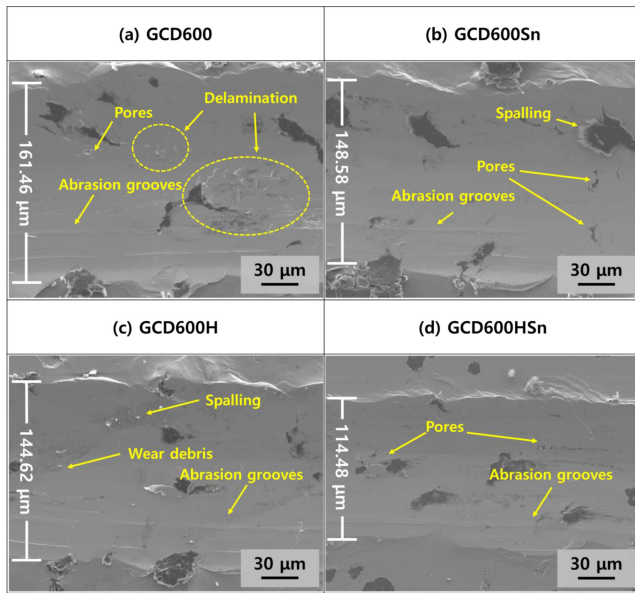 (a) GCD600
(b) GCD600Sn
161.46 μm
Pores
Delamination
Abrasion grooves
30 μm
148.58 μm
Spalling
Pores
Abrasion grooves
30 μm
(c) GCD600H
(d) GCD600HSn
144.62 μm
Spalling
Wear debris
Abrasion grooves
30 μm
114.48 μm
Pores
Abrasion grooves
30 μm